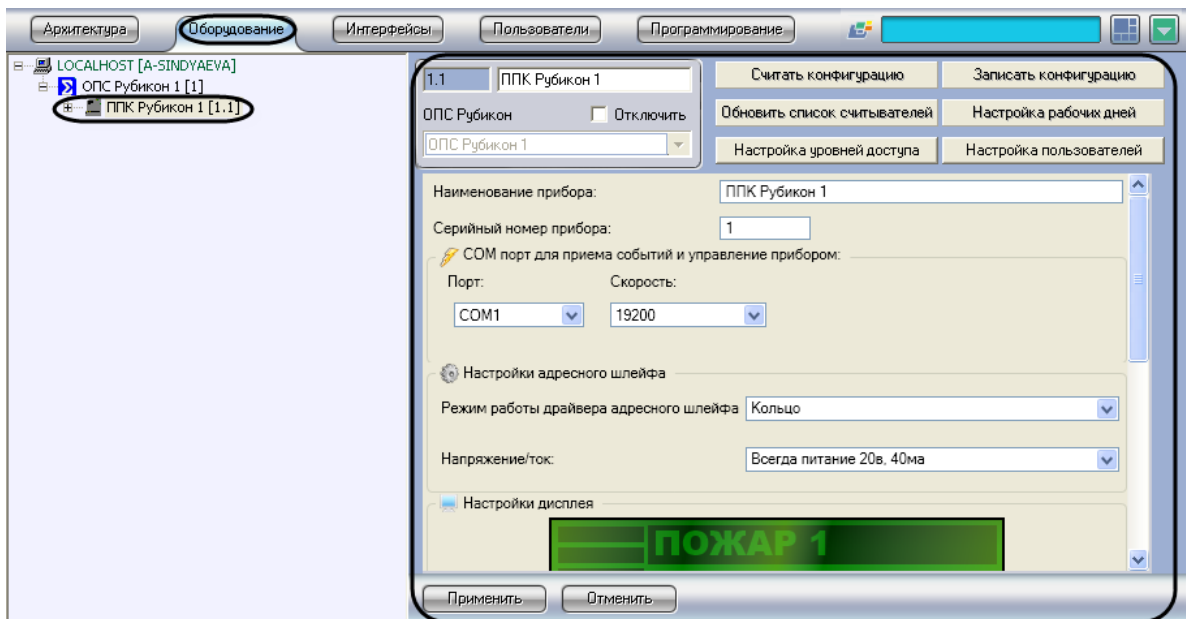 Архитектура Оборудование Интерфейсы Пользователи Программирование
LOCALHOST [A-SINDYAEVA]
ОПС Рубикон 1 [1]
ППК Рубикон 1 [1.1]
1.1 ППК Рубикон 1
ОПС Рубикон Отключить
ОПС Рубикон 1
Считать конфигурацию Записать конфигурацию
Обновить список считывателей Настройка рабочих дней
Настройка уровней доступа Настройка пользователей
Наименование прибора: ППК Рубикон 1
Серийный номер прибора: 1
COM порт для приема событий и управление прибором:
Порт: Скорость:
COM1 19200
Настройки адресного шлейфа
Режим работы драйвера адресного шлейфа Кольцо
Напряжение/ток: Всегда питание 20в, 40ма
Настройки дисплея
ПОЖАР 1
Применить Отменить